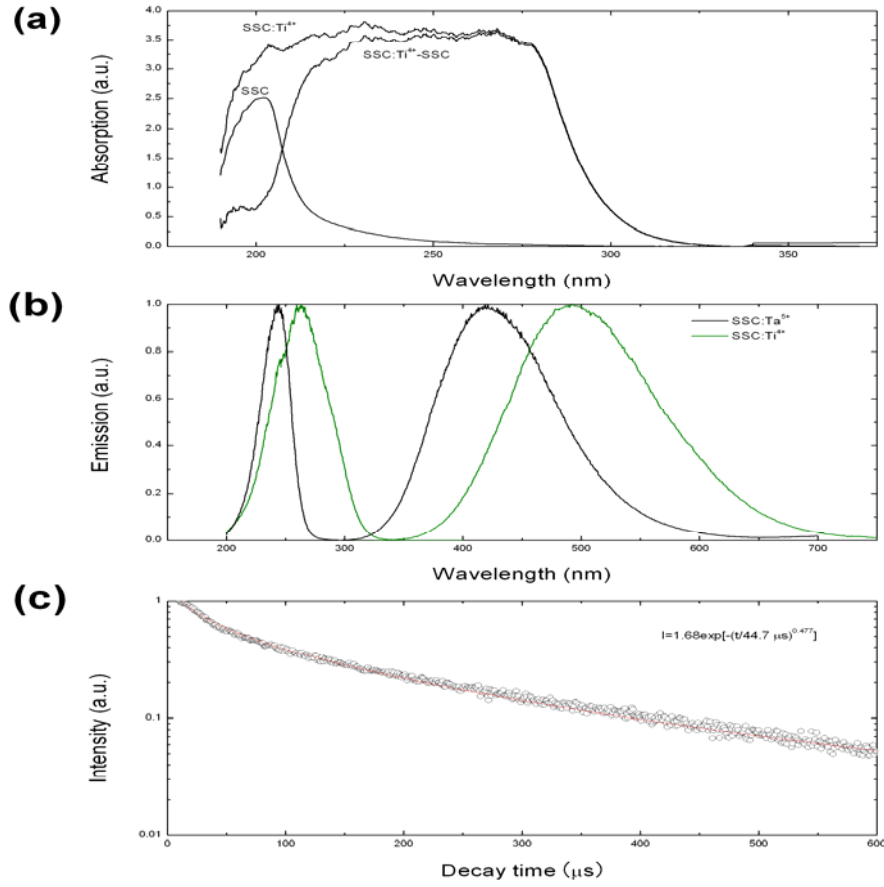 (a)
Absorption (a.u.)
4.0
3.5
3.0
2.5
2.0
1.5
1.0
0.5
0.0
SSC:Ti⁴⁺
SSC:Ti⁴⁺-SSC
SSC
200 250 300 350
Wavelength (nm)
(b)
Emission (a.u.)
1.0
0.8
0.6
0.4
0.2
0.0
SSC:Ta⁵⁺
SSC:Ti⁴⁺
200 300 400 500 600 700
Wavelength (nm)
(c)
Intensity (a.u.)
1
0.1
0.01
I=1.68exp[-(t/44.7 μs)^0.477]
0 100 200 300 400 500 600
Decay time (μs)